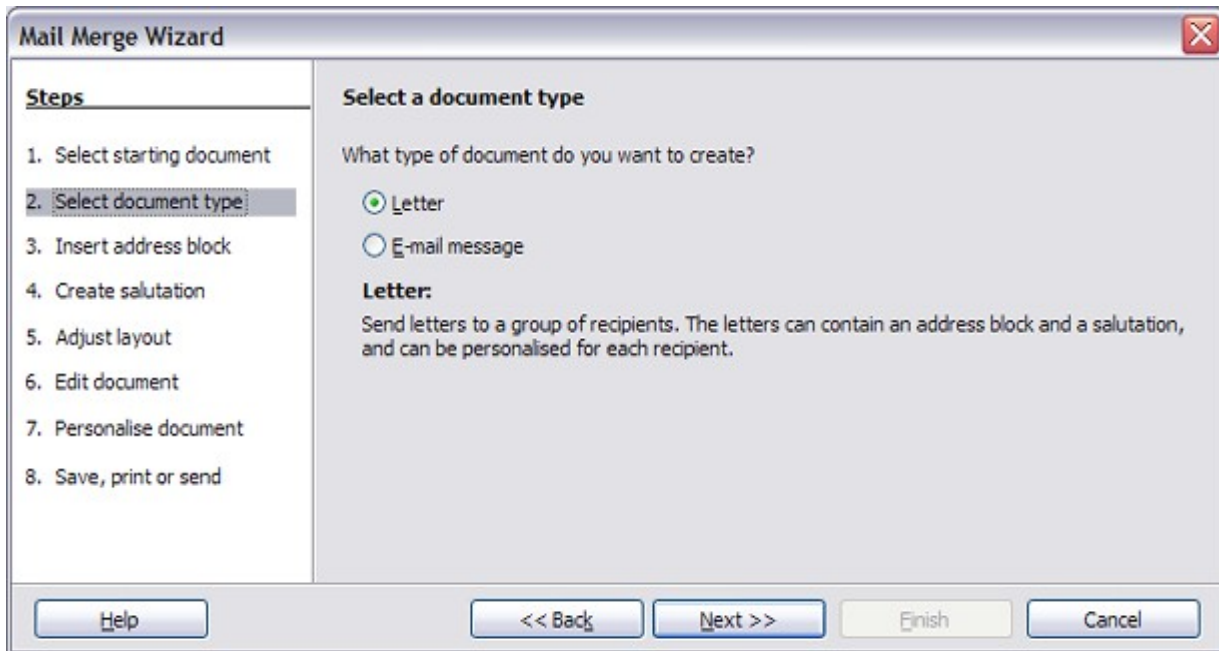 Mail Merge Wizard
Steps
1. Select starting document
2. Select document type
3. Insert address block
4. Create salutation
5. Adjust layout
6. Edit document
7. Personalise document
8. Save, print or send
Select a document type
What type of document do you want to create?
Letter
E-mail message
Letter:
Send letters to a group of recipients. The letters can contain an address block and a salutation,
and can be personalised for each recipient.
Help
<< Back
Next >>
Finish
Cancel